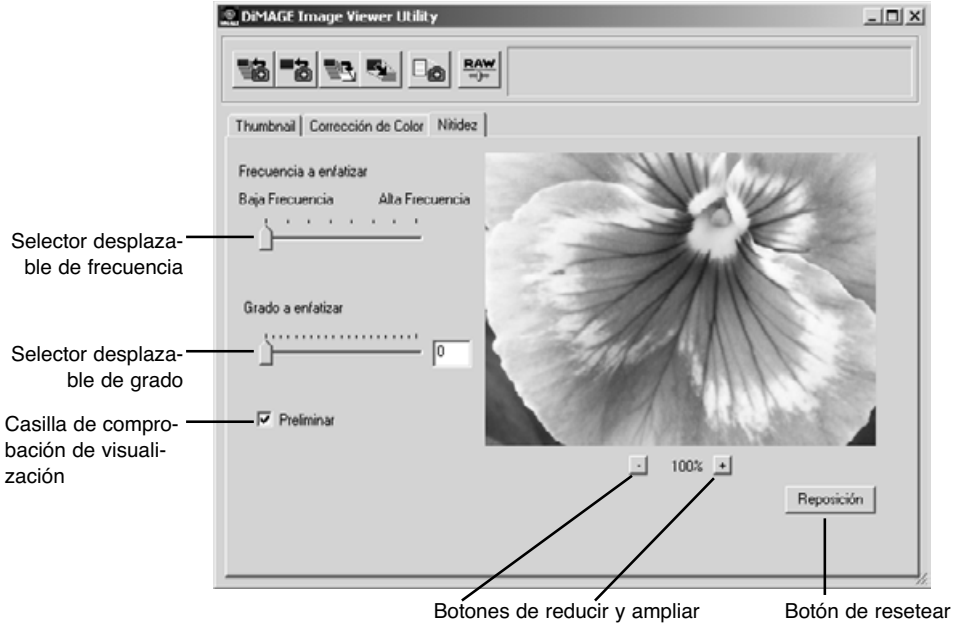 DiMAGE Image Viewer Utility
RAW
Thumbnail Corrección de Color Nitidez
Frecuencia a enfatizar
Baja Frecuencia Alta Frecuencia
Selector desplaza-
ble de frecuencia
Grado a enfatizar
Selector desplaza-
ble de grado
0
Casilla de compro-
bación de visuali-
zación
Preliminar
- 100% +
Reposición
Botones de reducir y ampliar
Botón de resetear